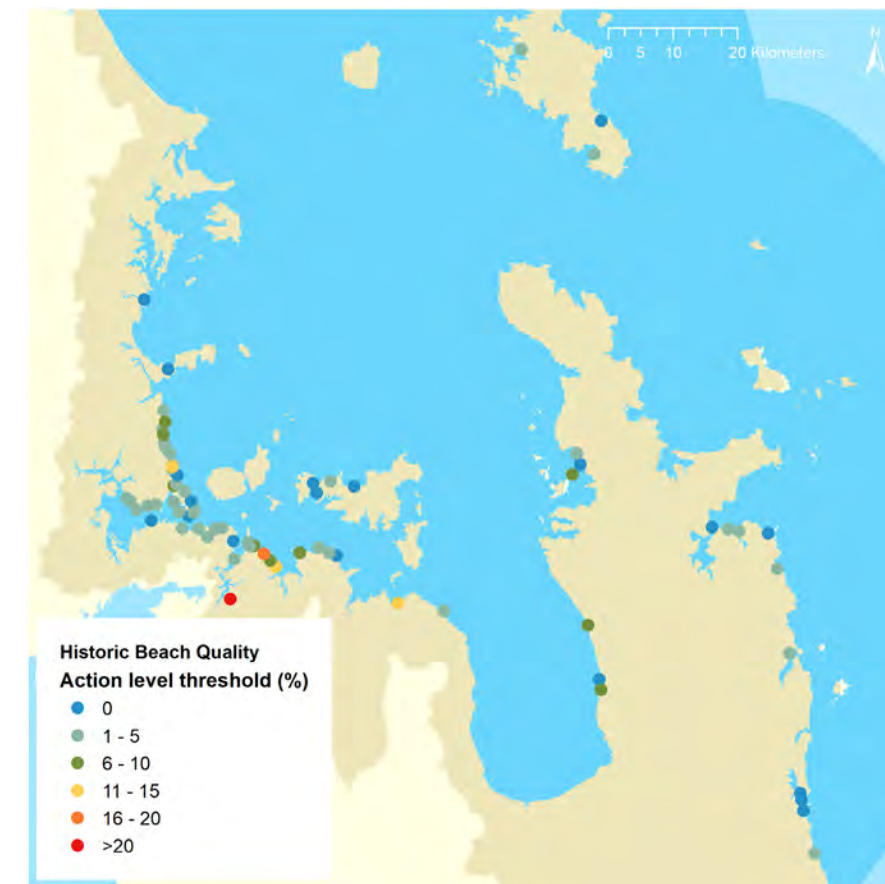 N
0 5 10 20 Kilometers
Historic Beach Quality
Action level threshold (%)
0
1 - 5
6 - 10
11 - 15
16 - 20
>20